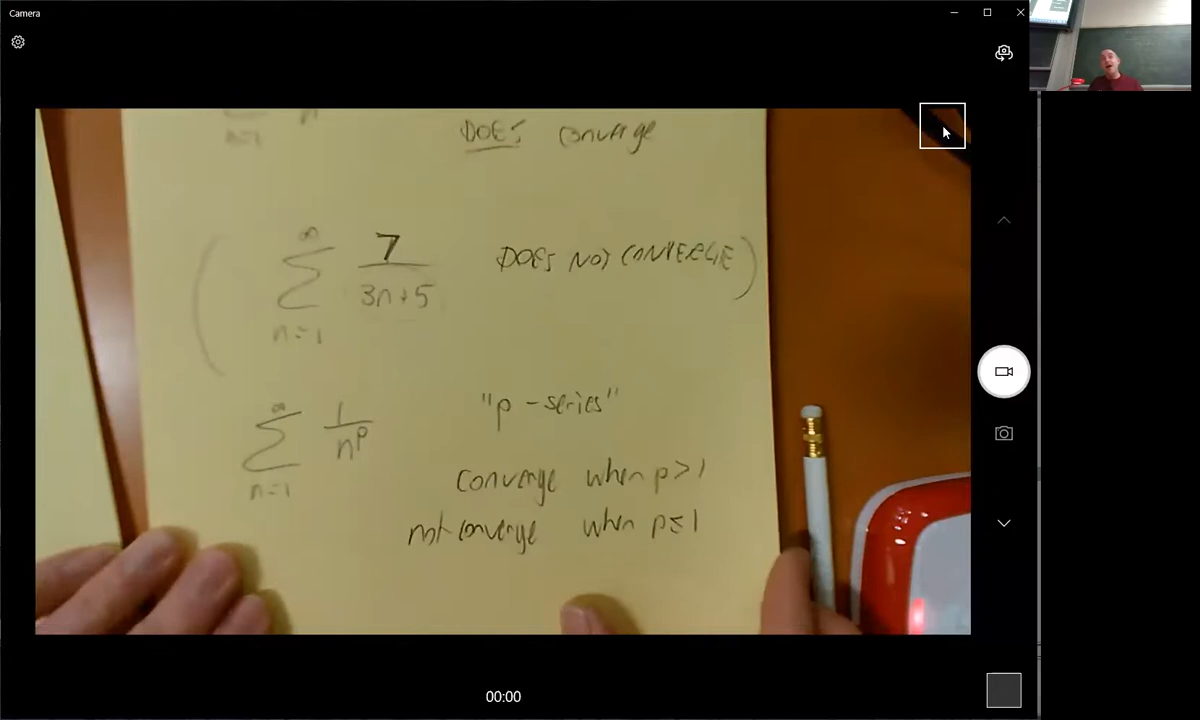 Camera
n=1 n DOES converge
( ∞ Σ n=1 7/(3n+5) DOES NOT CONVERGE )
∞ Σ n=1 1/n^p "p-series"
converge when p>1
not converge when p≤1
00:00